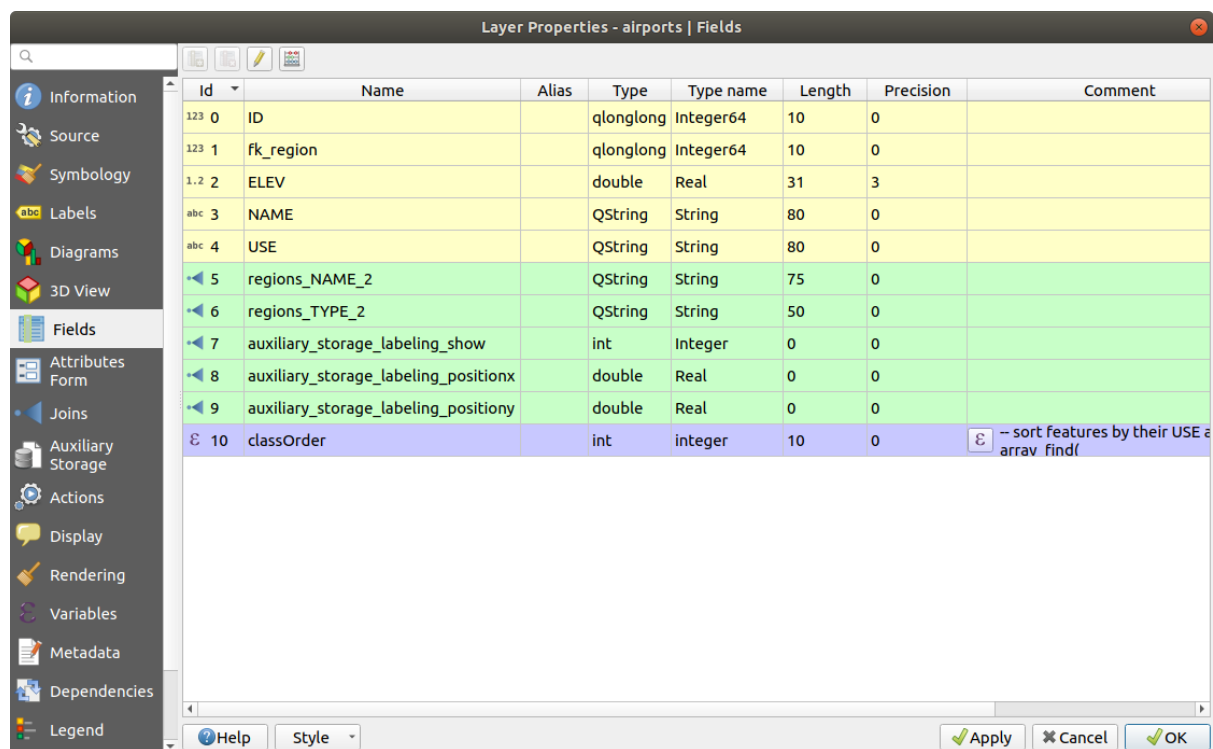 Layer Properties - airports | Fields
Information
Source
Symbology
abc Labels
Diagrams
3D View
Fields
Attributes
Form
Joins
Auxiliary
Storage
Actions
Display
Rendering
Variables
Metadata
Dependencies
Legend
Id Name Alias Type Type name Length Precision Comment
123 0 ID qlonglong Integer64 10 0
123 1 fk_region qlonglong Integer64 10 0
1.2 2 ELEV double Real 31 3
abc 3 NAME QString String 80 0
abc 4 USE QString String 80 0
5 regions_NAME_2 QString String 75 0
6 regions_TYPE_2 QString String 50 0
7 auxiliary_storage_labeling_show int Integer 0 0
8 auxiliary_storage_labeling_positionx double Real 0 0
9 auxiliary_storage_labeling_positiony double Real 0 0
ε 10 classOrder int integer 10 0 ε -- sort features by their USE a
array_find(
Help Style Apply Cancel OK